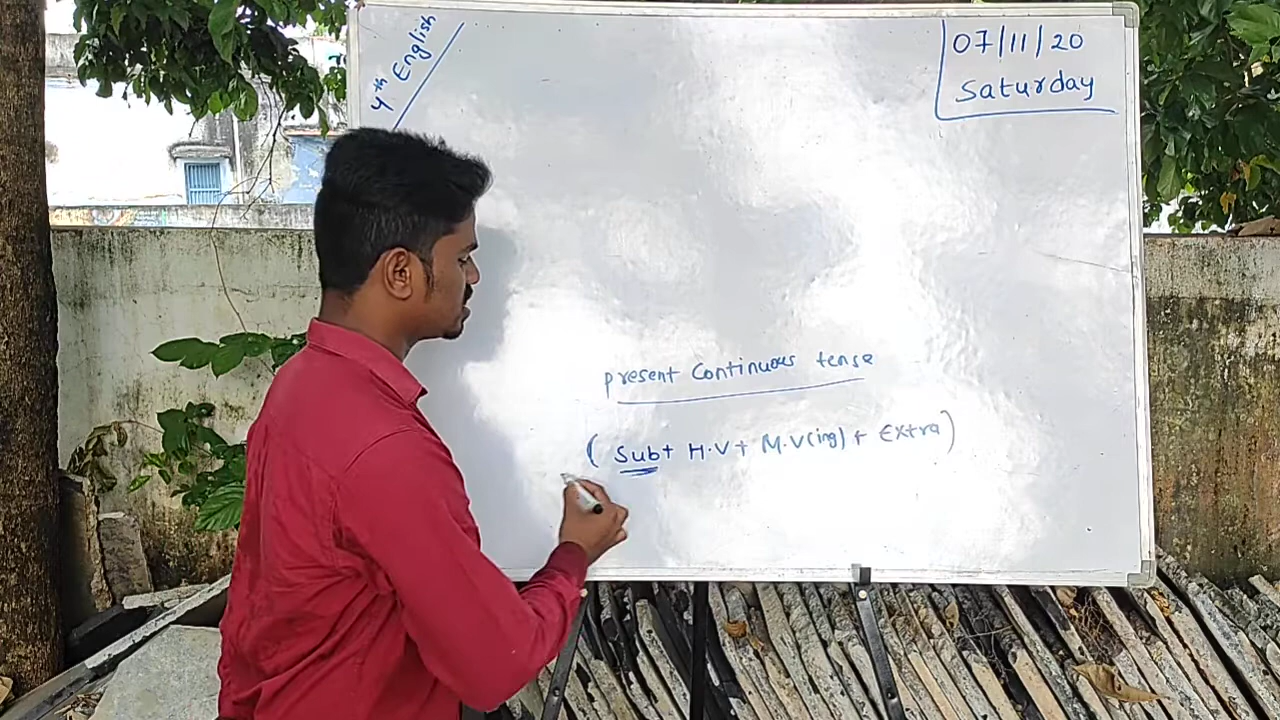 4th English
07/11/20
Saturday
present Continuous tense
( Sub+ H.V+ M.V(ing) + Extra)